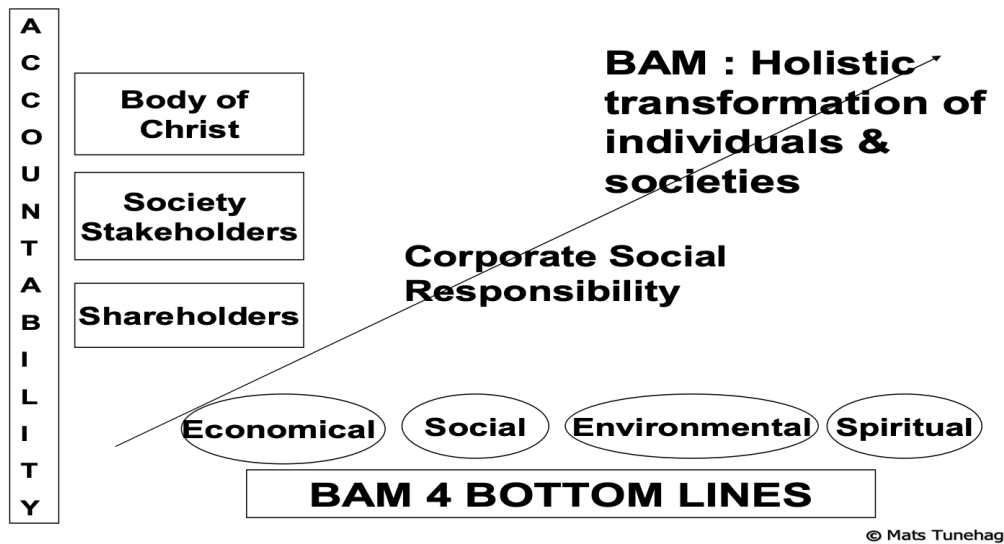 ACCOUNTABILITY
Body of
Christ
Society
Stakeholders
Shareholders
BAM : Holistic
transformation of
individuals &
societies
Corporate Social
Responsibility
Economical
Social
Environmental
Spiritual
BAM 4 BOTTOM LINES
© Mats Tunehag